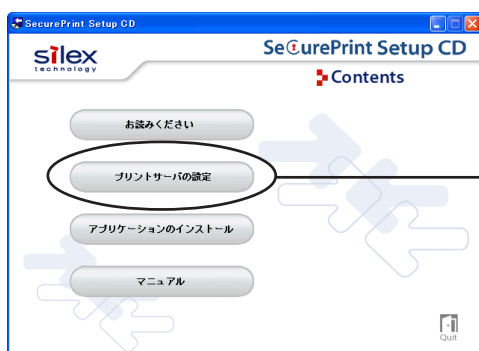 SecurePrint Setup CD
silex
technology
SecurePrint Setup CD
Contents
お読みください
プリントサーバの設定
アプリケーションのインストール
マニュアル
Quit